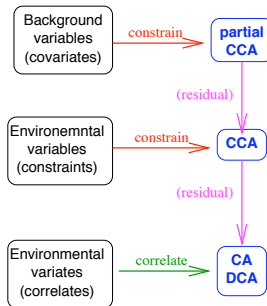 Background
variables
(covariates)
constrain
partial
CCA
(residual)
Environemntal
variables
(constraints)
constrain
CCA
(residual)
Environmental
variates
(correlates)
correlate
CA
DCA